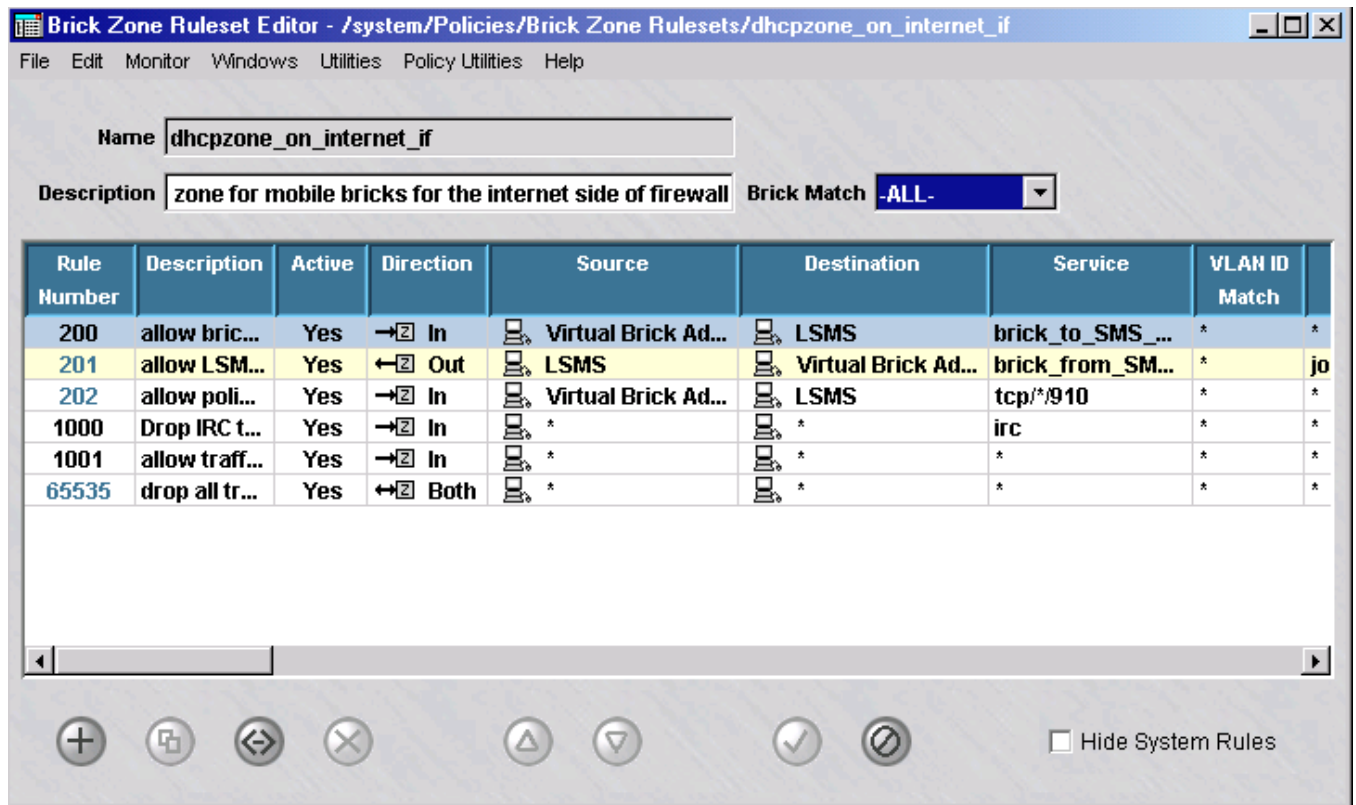 Brick Zone Ruleset Editor - /system/Policies/Brick Zone Rulesets/dhcpzone_on_internet_if
File Edit Monitor Windows Utilities Policy Utilities Help
Name dhcpzone_on_internet_if
Description zone for mobile bricks for the internet side of firewall Brick Match -ALL-
Rule Number Description Active Direction Source Destination Service VLAN ID Match
200 allow bric... Yes In Virtual Brick Ad... LSMS brick_to_SMS_... * *
201 allow LSM... Yes Out LSMS Virtual Brick Ad... brick_from_SM... * jo
202 allow poli... Yes In Virtual Brick Ad... LSMS tcp/*/910 * *
1000 Drop IRC t... Yes In * * irc * *
1001 allow traff... Yes In * * * * *
65535 drop all tr... Yes Both * * * * *
Hide System Rules